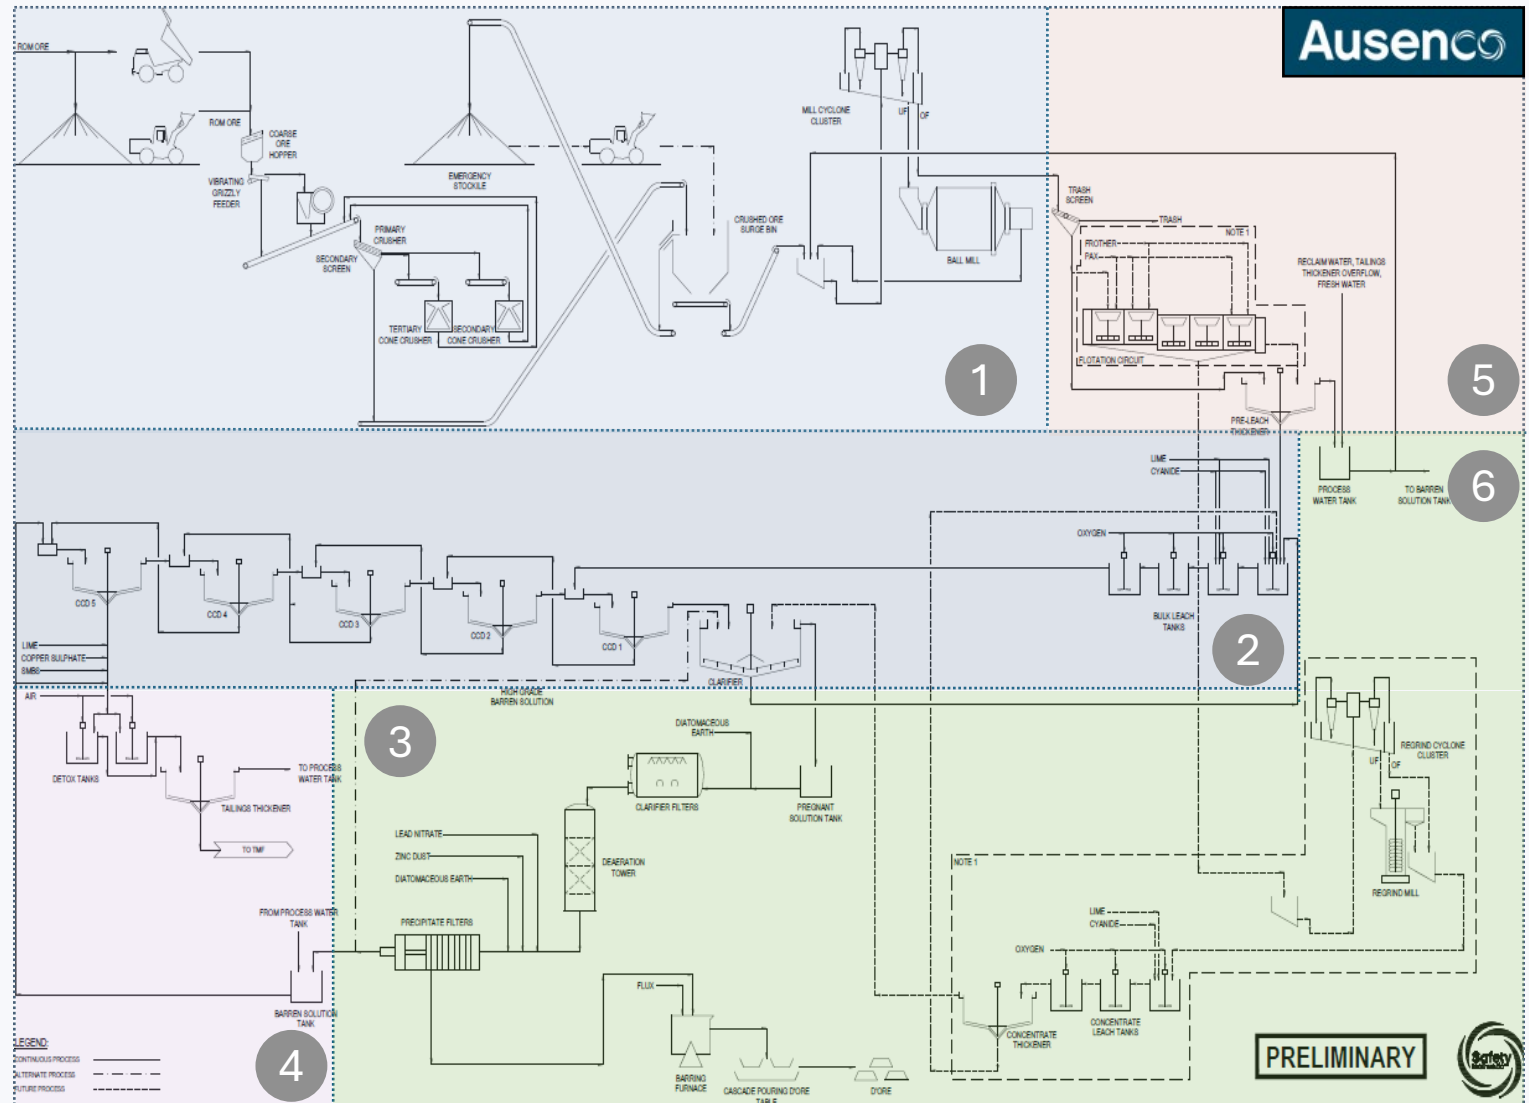 Ausenco
ROM ORE
ROM ORE
COARSE
ORE
HOPPER
VIBRATING
GRIZZLY
FEEDER
PRIMARY
CRUSHER
SECONDARY
SCREEN
TERTIARY
CONE CRUSHER
SECONDARY
CONE CRUSHER
EMERGENCY
STOCKILE
CRUSHED ORE
SURGE BIN
MILL CYCLONE
CLUSTER
UF
OF
BALL MILL
1
TRASH
SCREEN
TRASH
NOTE 1
FROTHER
PAX
FLOTATION CIRCUIT
RECLAIM WATER, TAILINGS
THICKENER OVERFLOW,
FRESH WATER
5
PRE-LEACH
THICKENER
LIME
CYANIDE
OXYGEN
PROCESS
WATER TANK
TO BARREN
SOLUTION TANK
6
CCD 5
CCD 4
CCD 3
CCD 2
CCD 1
BULK LEACH
TANKS
2
LIME
COPPER SULPHATE
SMBS
CLARIFIER
AIR
HIGH GRADE
BARREN SOLUTION
3
DETOX TANKS
TO PROCESS
WATER TANK
TAILINGS THICKENER
TO TMF
DIATOMACEOUS
EARTH
CLARIFIER FILTERS
PREGNANT
SOLUTION TANK
LEAD NITRATE
ZINC DUST
DIATOMACEOUS EARTH
DEAERATION
TOWER
PRECIPITATE FILTERS
FROM PROCESS WATER
TANK
BARREN SOLUTION
TANK
REGRIND CYCLONE
CLUSTER
UF
OF
REGRIND MILL
NOTE 1
LIME
CYANIDE
OXYGEN
CONCENTRATE
THICKENER
CONCENTRATE
LEACH TANKS
FLUX
BARRING
FURNACE
CASCADE POURING D'ORE
TABLE
D'ORE
4
LEGEND:
CONTINUOUS PROCESS
ALTERNATE PROCESS
FUTURE PROCESS
PRELIMINARY
Safety